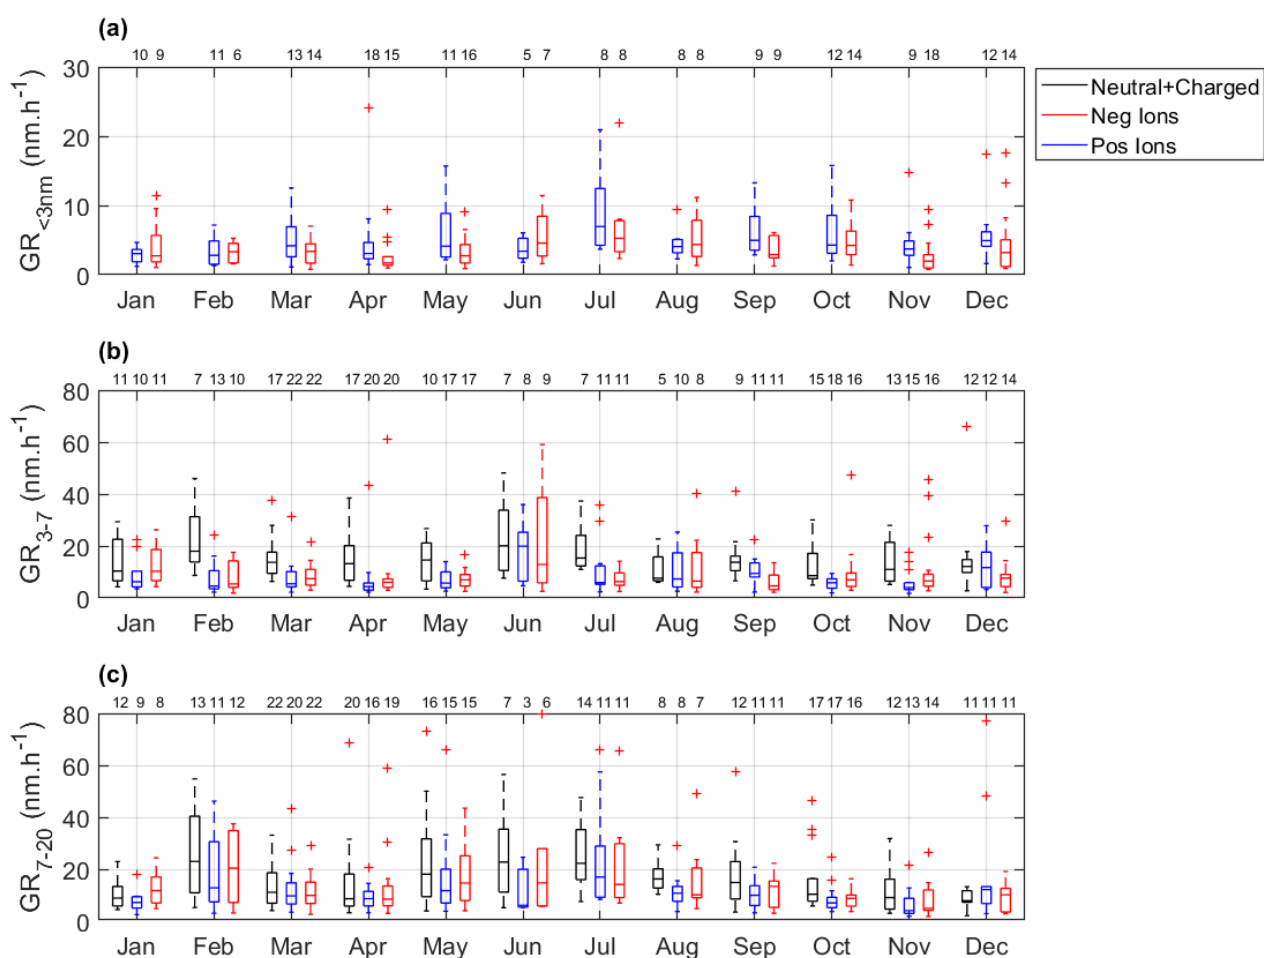 (a)
10 9 11 6 13 14 18 15 11 16 5 7 8 8 8 8 9 9 12 14 9 18 12 14
30
20
10
0
GR<3nm (nm.h-1)
Jan Feb Mar Apr May Jun Jul Aug Sep Oct Nov Dec
Neutral+Charged
Neg Ions
Pos Ions
(b)
11 10 11 7 13 10 17 22 22 17 20 20 10 17 17 7 8 9 7 11 11 5 10 8 9 11 11 15 18 16 13 15 16 12 12 14
80
60
40
20
0
GR3-7 (nm.h-1)
Jan Feb Mar Apr May Jun Jul Aug Sep Oct Nov Dec
(c)
12 9 8 13 11 12 22 20 22 20 16 19 16 15 15 7 3 6 14 11 11 8 8 7 12 11 11 17 17 16 12 13 14 11 11 11
80
60
40
20
0
GR7-20 (nm.h-1)
Jan Feb Mar Apr May Jun Jul Aug Sep Oct Nov Dec